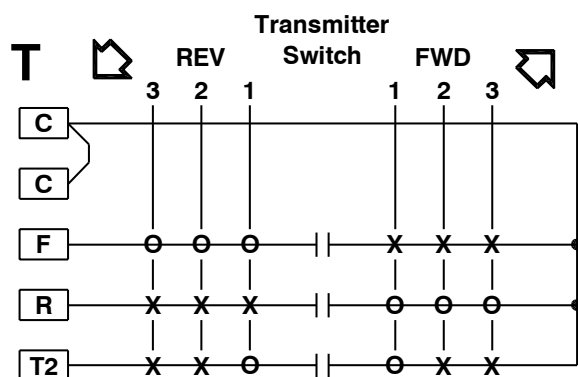 Transmitter
T REV Switch FWD
3 2 1 1 2 3
C
C
F O O O X X X
R X X X O O O
T2 X X O O X X